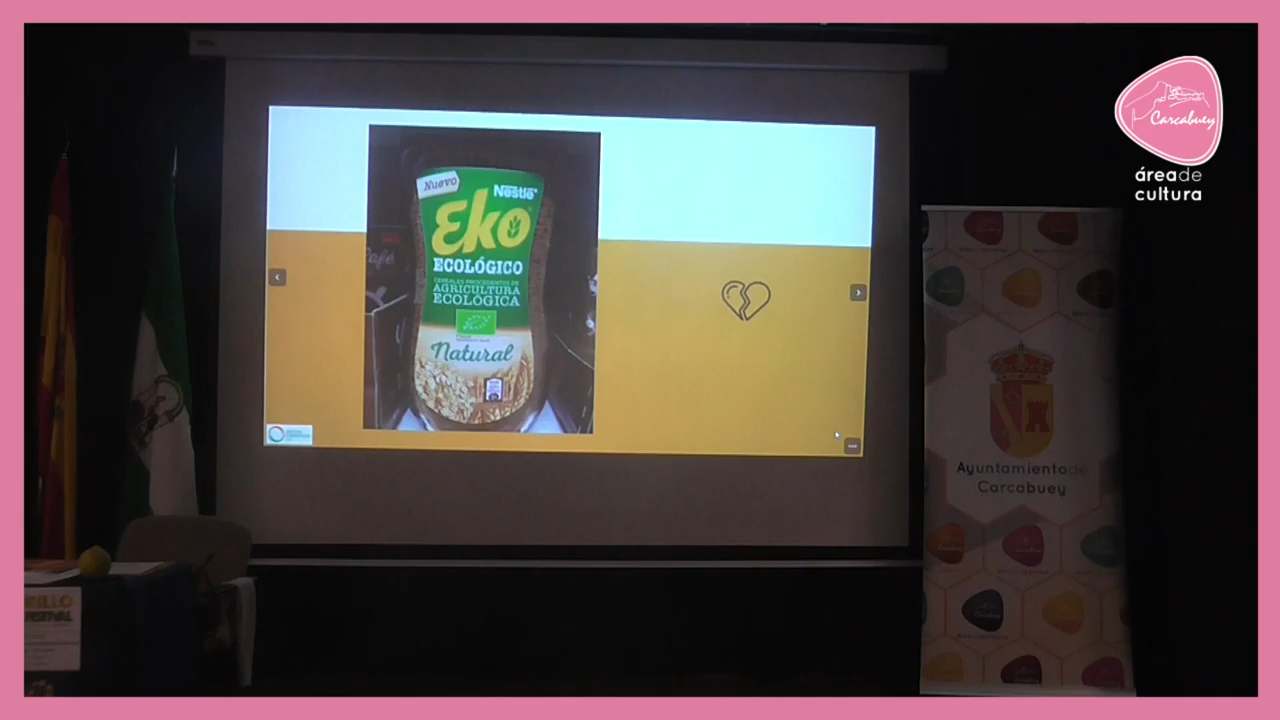 Nuevo
Nestlé
Eko
ECOLÓGICO
CEREALES PROCEDENTES DE
AGRICULTURA
ECOLÓGICA
Natural
Carcabuey
área de
cultura
Ayuntamiento de
Carcabuey